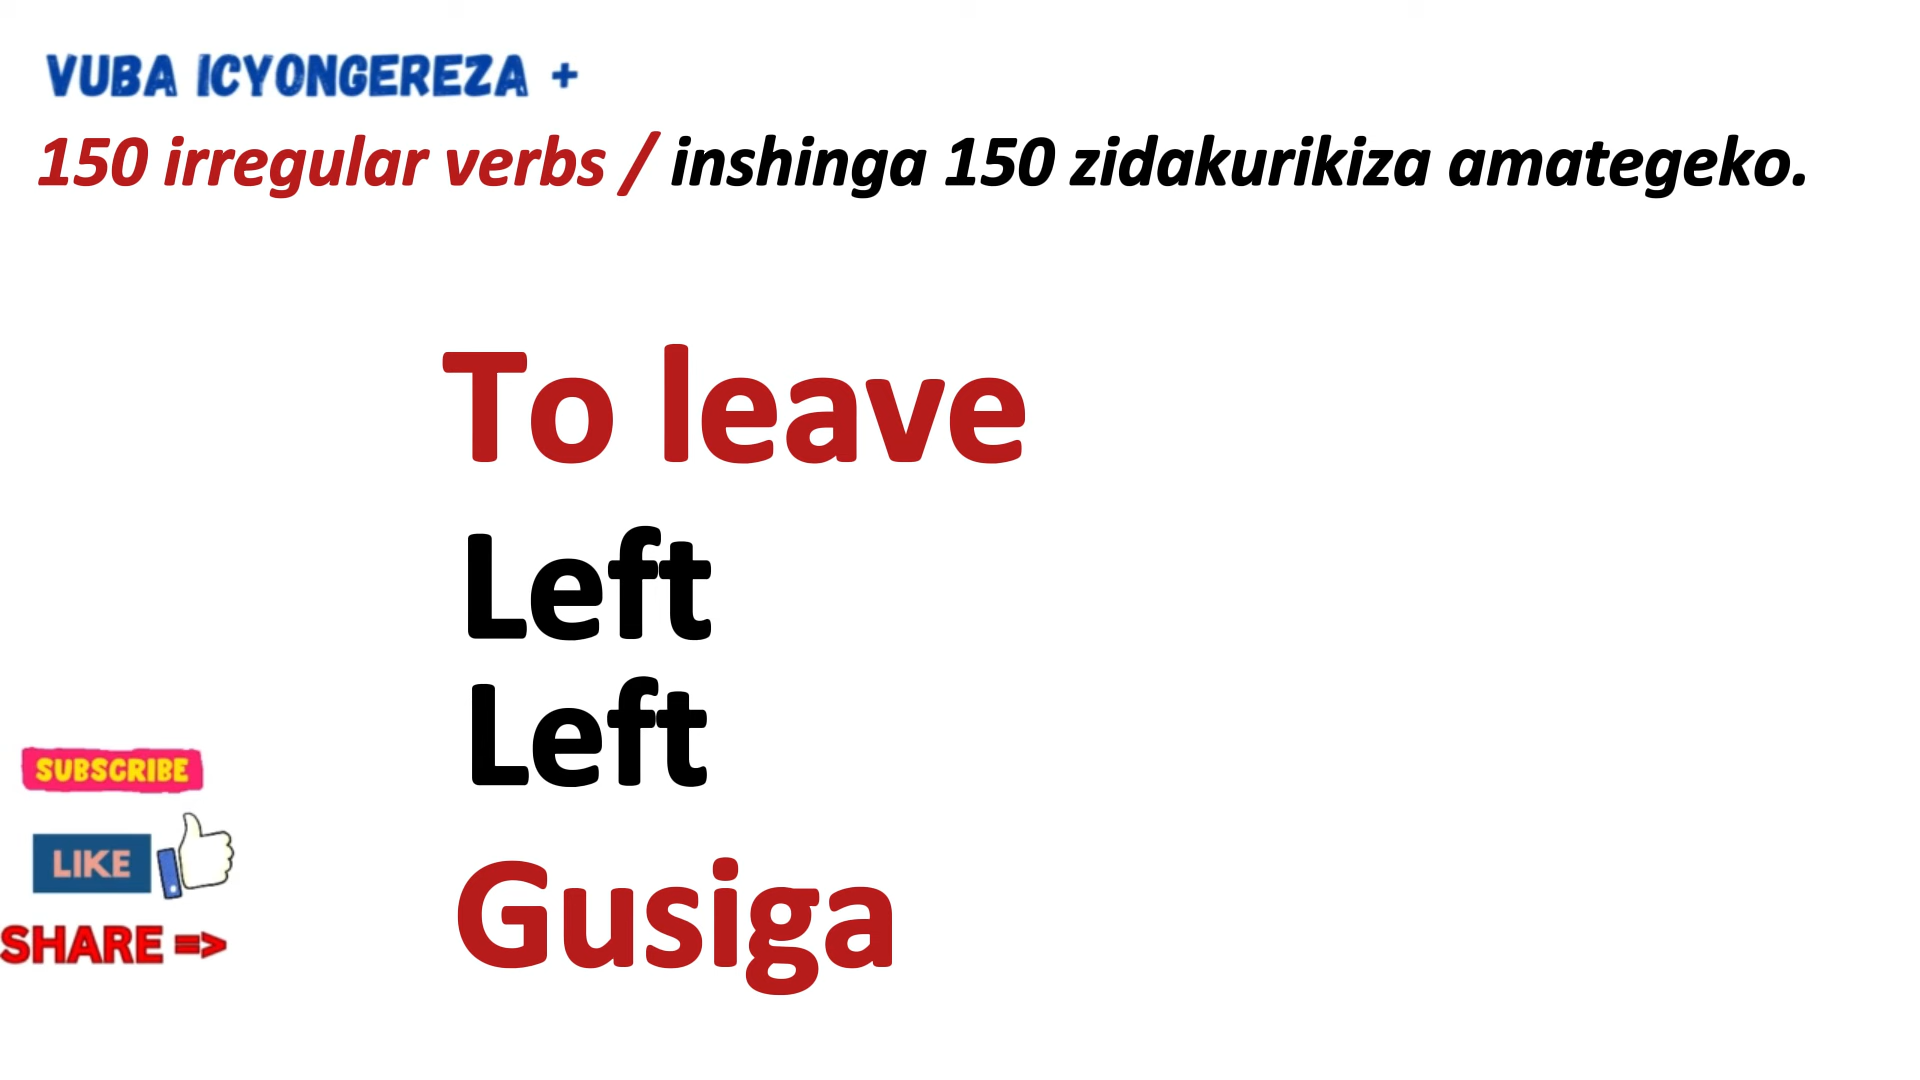 VUBA ICYONGEREZA +
150 irregular verbs / inshinga 150 zidakurikiza amategeko.
To leave
Left
Left
Gusiga
SUBSCRIBE
LIKE
SHARE =>